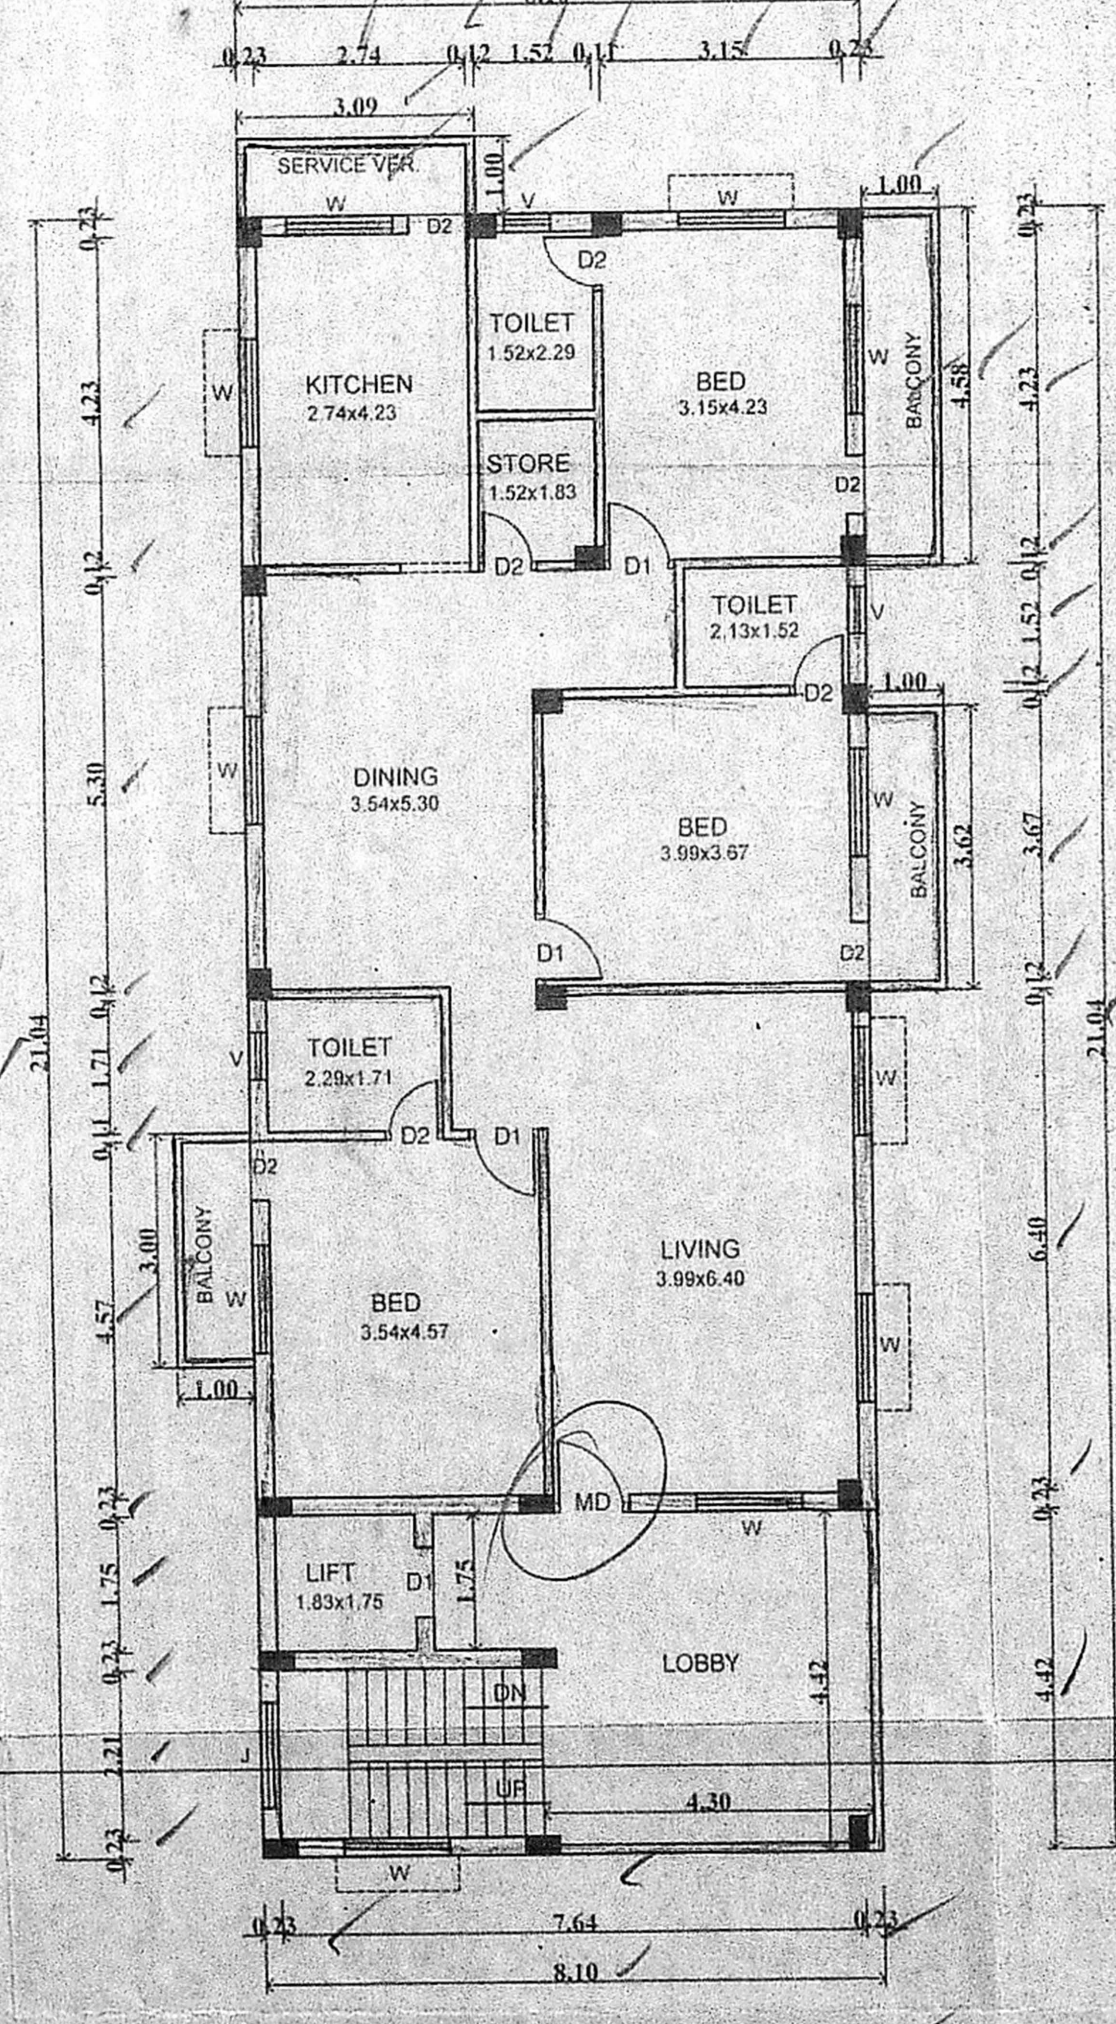 0.23 2.74 0.12 1.52 0.11 3.15 0.23
3.09
SERVICE VER.
1.00
W
D2
V
W
1.00
0.23
0.23
D2
TOILET
1.52x2.29
KITCHEN
2.74x4.23
BED
3.15x4.23
W
W
BALCONY
4.58
4.23
4.23
STORE
1.52x1.83
D2
D2
D1
0.12
0.12
TOILET
2.13x1.52
V
1.52
D2
1.00
0.12
W
DINING
3.54x5.30
5.30
BED
3.99x3.67
W
BALCONY
3.62
3.67
D1
D2
0.12
0.12
21.04
21.04
TOILET
2.29x1.71
V
1.71
W
D2
D1
0.11
D2
BALCONY
3.00
W
4.57
1.00
BED
3.54x4.57
LIVING
3.99x6.40
6.40
W
MD
W
0.23
0.23
LIFT
1.83x1.75
D1
1.75
1.75
0.23
LOBBY
4.42
4.42
DN
UP
J
2.21
4.30
0.23
W
0.23 7.64 0.23
8.10